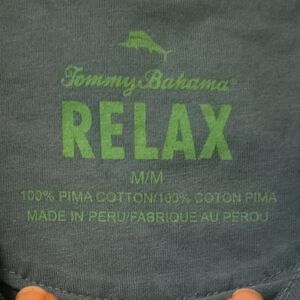 Tommy Bahama®
RELAX
M/M
100% PIMA COTTON/100% COTON PIMA
MADE IN PERU/FABRIQUE AU PEROU